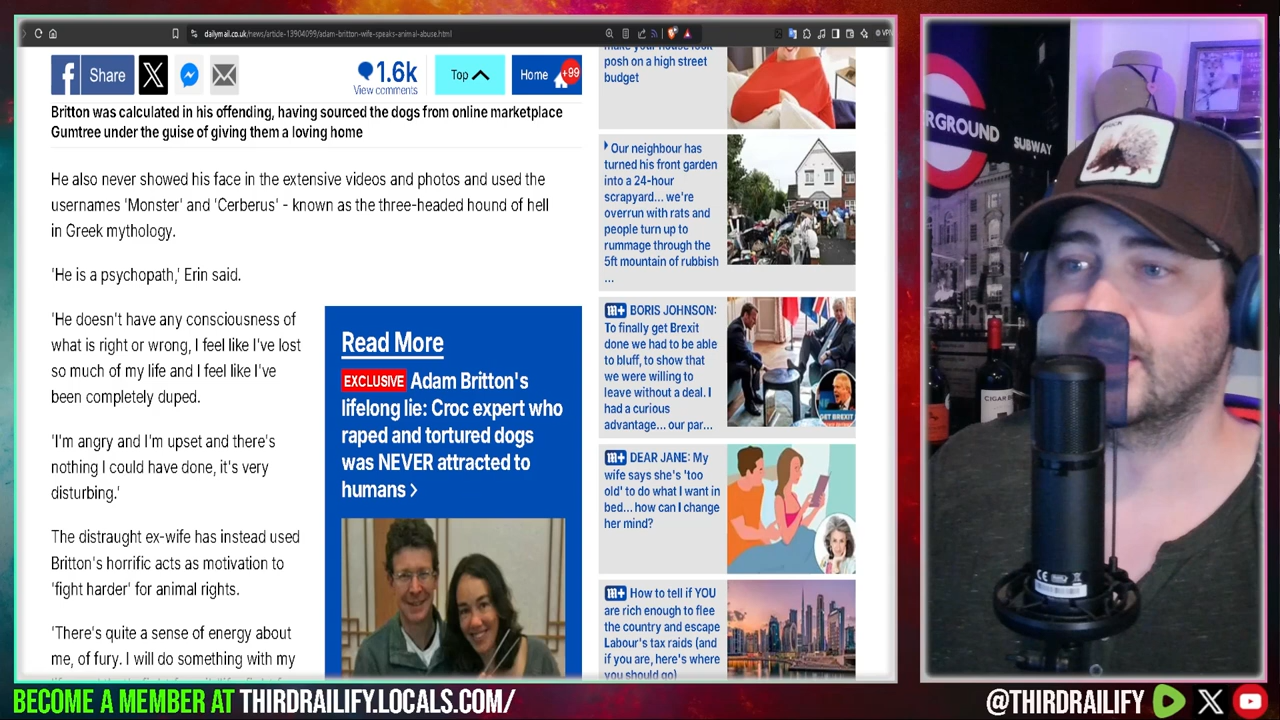 dailymail.co.uk/news/article-13904099/adam-britton-wife-speaks-animal-abuse.html
VPN
Share
1.6k
View comments
Top
Home
+99
Britton was calculated in his offending, having sourced the dogs from online marketplace
Gumtree under the guise of giving them a loving home
He also never showed his face in the extensive videos and photos and used the
usernames 'Monster' and 'Cerberus' - known as the three-headed hound of hell
in Greek mythology.
'He is a psychopath,' Erin said.
'He doesn't have any consciousness of
what is right or wrong, I feel like I've lost
so much of my life and I feel like I've
been completely duped.
'I'm angry and I'm upset and there's
nothing I could have done, it's very
disturbing.'
The distraught ex-wife has instead used
Britton's horrific acts as motivation to
'fight harder' for animal rights.
'There's quite a sense of energy about
me, of fury. I will do something with my
Read More
EXCLUSIVE Adam Britton's
lifelong lie: Croc expert who
raped and tortured dogs
was NEVER attracted to
humans >
make your house look
posh on a high street
budget
Our neighbour has
turned his front garden
into a 24-hour
scrapyard... we're
overrun with rats and
people turn up to
rummage through the
5ft mountain of rubbish
...
m+ BORIS JOHNSON:
To finally get Brexit
done we had to be able
to bluff, to show that
we were willing to
leave without a deal. I
had a curious
advantage... our par...
GET BREXIT
m+ DEAR JANE: My
wife says she's 'too
old' to do what I want in
bed... how can I change
her mind?
m+ How to tell if YOU
are rich enough to flee
the country and escape
Labour's tax raids (and
if you are, here's where
you should go)
RGROUND
SUBWAY
CIGAR
CE
BECOME A MEMBER AT THIRDRAILIFY.LOCALS.COM/
@THIRDRAILIFY